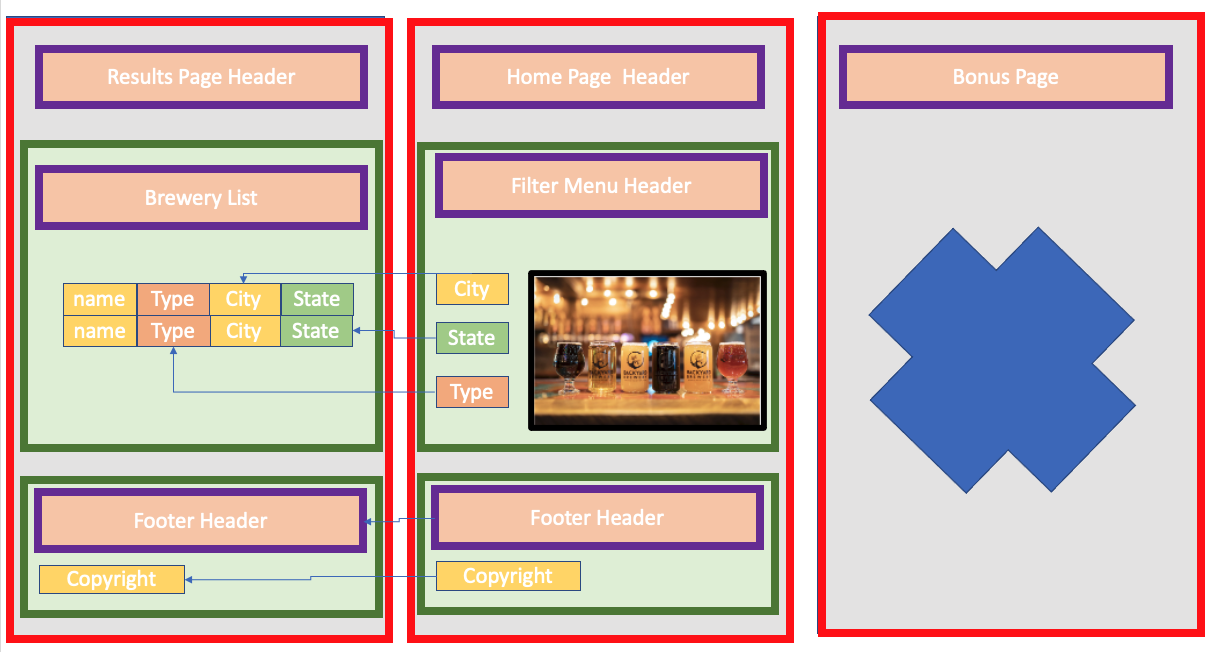 Results Page Header
Brewery List
name Type City State
name Type City State
Footer Header
Copyright
Home Page Header
Filter Menu Header
City
State
Type
Footer Header
Copyright
Bonus Page